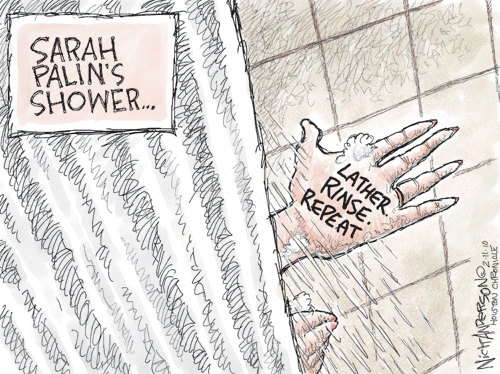 SARAH
PALIN'S
SHOWER...
LATHER.
RINSE.
REPEAT
NICK ANDERSON © 2.11.10
HOUSTON CHRONICLE